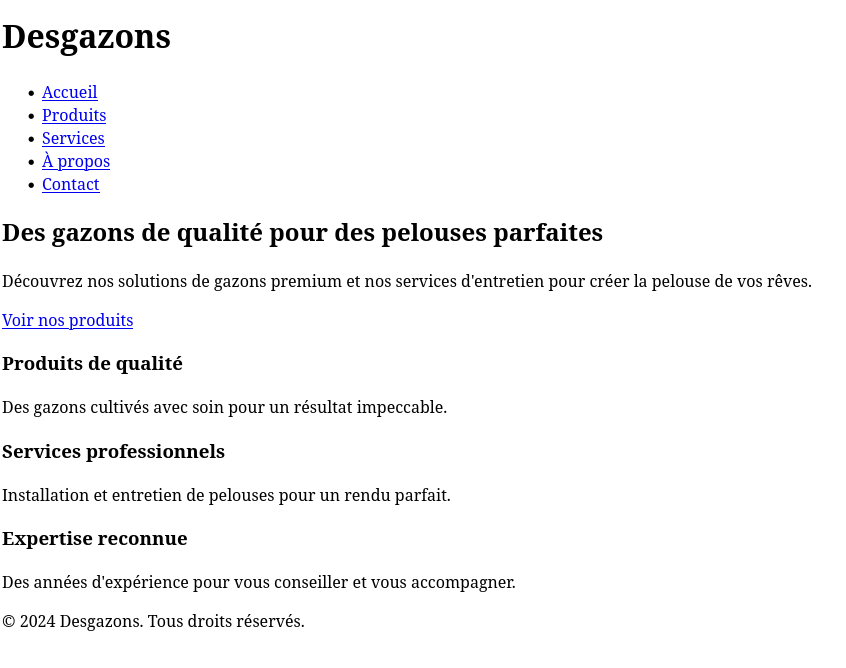 Desgazons
Accueil
Produits
Services
À propos
Contact
Des gazons de qualité pour des pelouses parfaites
Découvrez nos solutions de gazons premium et nos services d'entretien pour créer la pelouse de vos rêves.
Voir nos produits
Produits de qualité
Des gazons cultivés avec soin pour un résultat impeccable.
Services professionnels
Installation et entretien de pelouses pour un rendu parfait.
Expertise reconnue
Des années d'expérience pour vous conseiller et vous accompagner.
© 2024 Desgazons. Tous droits réservés.